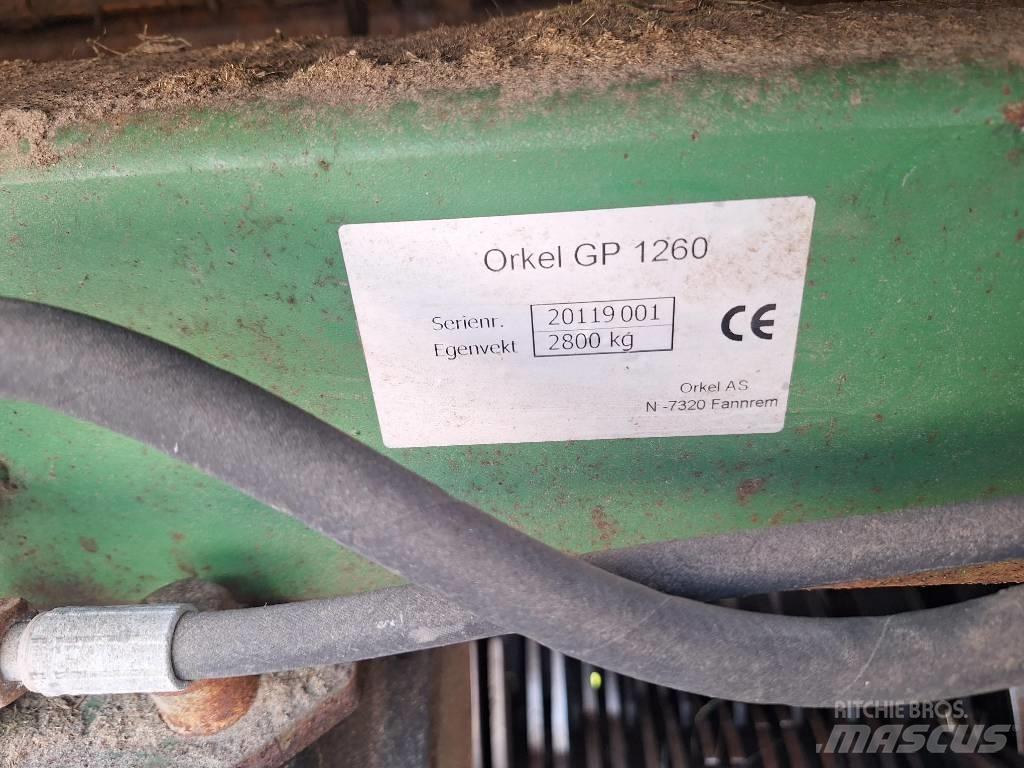 Orkel GP 1260
Serienr. 20119 001
Egenvekt 2800 kg
CE
Orkel AS
N -7320 Fannrem
RITCHIE BROS.
MASCUS